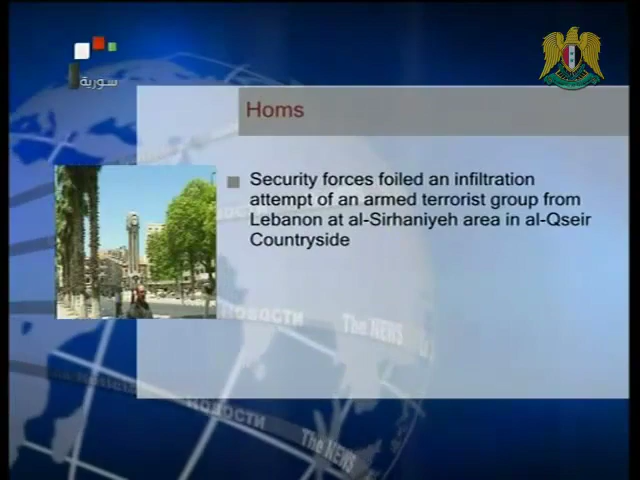 سورية
Homs
Security forces foiled an infiltration
attempt of an armed terrorist group from
Lebanon at al-Sirhaniyeh area in al-Qseir
Countryside
НОВОСТИ
The NEWS
НОВОСТИ
The NEWS